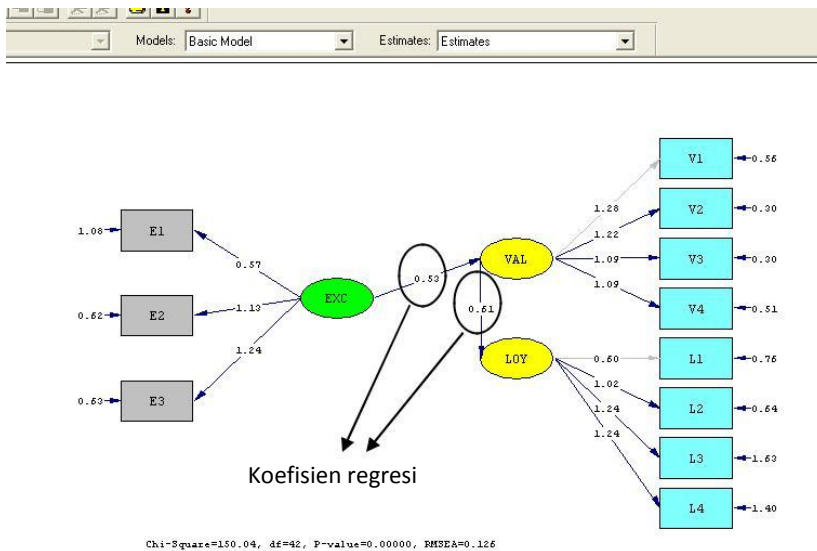 Models: Basic Model Estimates: Estimates
V1 0.56
1.28
V2 0.30
1.22
1.08 E1
0.57
VAL
1.09
V3 0.30
0.53
1.09
EXC
V4 0.51
0.62 E2
1.13
0.61
1.24
LOY
0.60
L1 0.76
1.02
0.63 E3
L2 0.64
1.24
1.24
L3 1.63
Koefisien regresi
L4 1.40
Chi-Square=150.04, df=42, P-value=0.00000, RMSEA=0.126